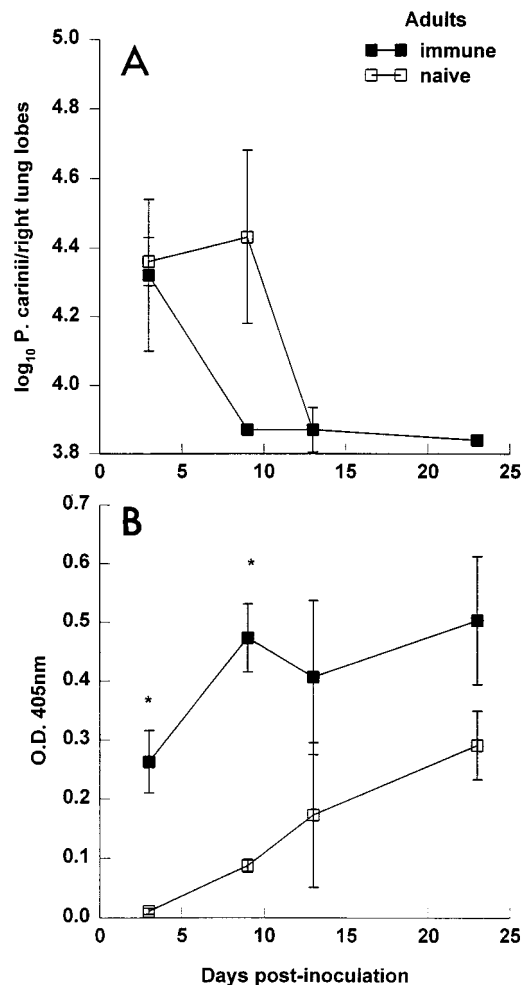 Adults
immune
naive
A
5.0
4.8
4.6
4.4
4.2
4.0
3.8
log₁₀ P. carinii/right lung lobes
0 5 10 15 20 25
B
0.7
0.6
0.5
0.4
0.3
0.2
0.1
0.0
O.D. 405nm
*
*
0 5 10 15 20 25
Days post-inoculation